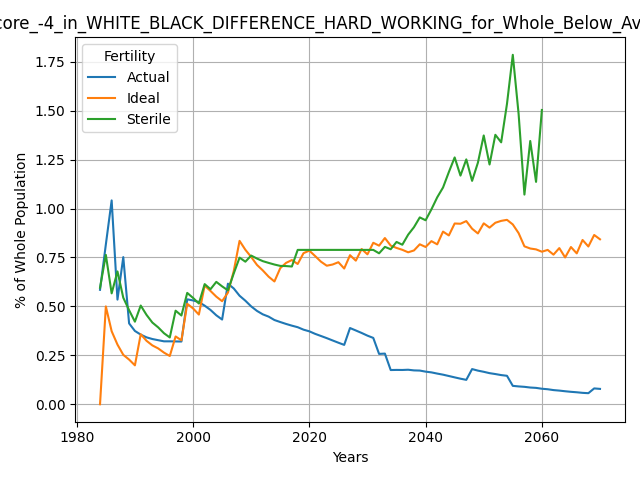 core_-4_in_WHITE_BLACK_DIFFERENCE_HARD_WORKING_for_Whole_Below_Av
Fertility
Actual
Ideal
Sterile
1.75
1.50
1.25
1.00
0.75
0.50
0.25
0.00
% of Whole Population
1980
2000
2020
2040
2060
Years